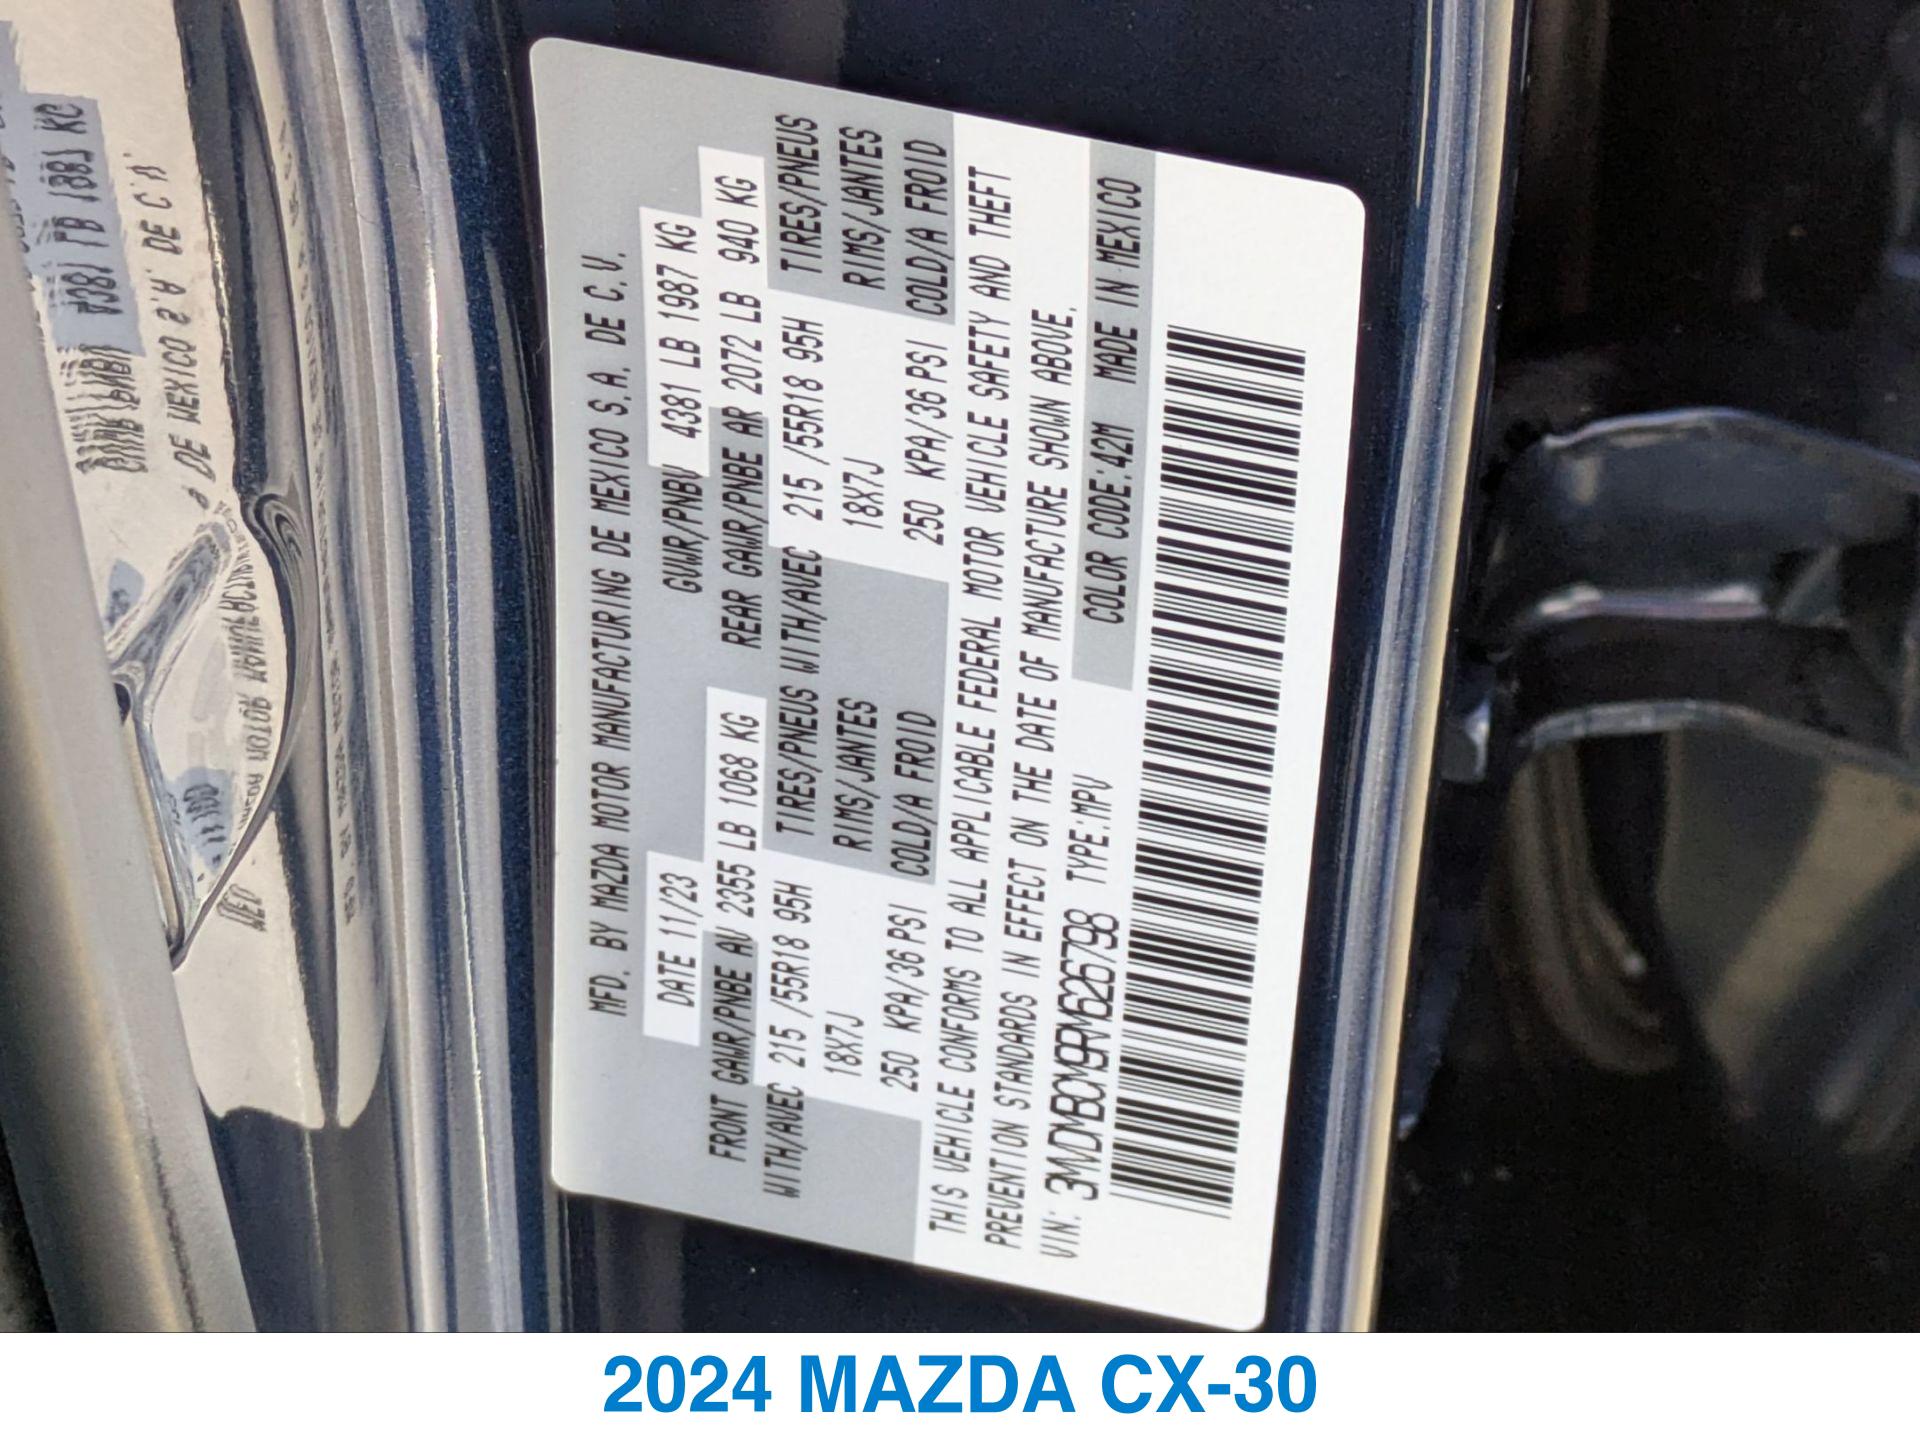 MFD. BY MAZDA MOTOR MANUFACTURING DE MEXICO S.A. DE C.V.
DATE 11/23 GVWR/PNBV 4381 LB 1987 KG
FRONT GAWR/PNBE AV 2355 LB 1068 KG REAR GAWR/PNBE AR 2072 LB 940 KG
WITH/AVEC 215 /55R18 95H TIRES/PNEUS WITH/AVEC 215 /55R18 95H TIRES/PNEUS
18X7J RIMS/JANTES 18X7J RIMS/JANTES
250 KPA/36 PSI COLD/A FROID 250 KPA/36 PSI COLD/A FROID
THIS VEHICLE CONFORMS TO ALL APPLICABLE FEDERAL MOTOR VEHICLE SAFETY AND THEFT
PREVENTION STANDARDS IN EFFECT ON THE DATE OF MANUFACTURE SHOWN ABOVE.
VIN: 3MVDMBCM9RM626798 TYPE:MPV COLOR CODE:42M MADE IN MEXICO
2024 MAZDA CX-30